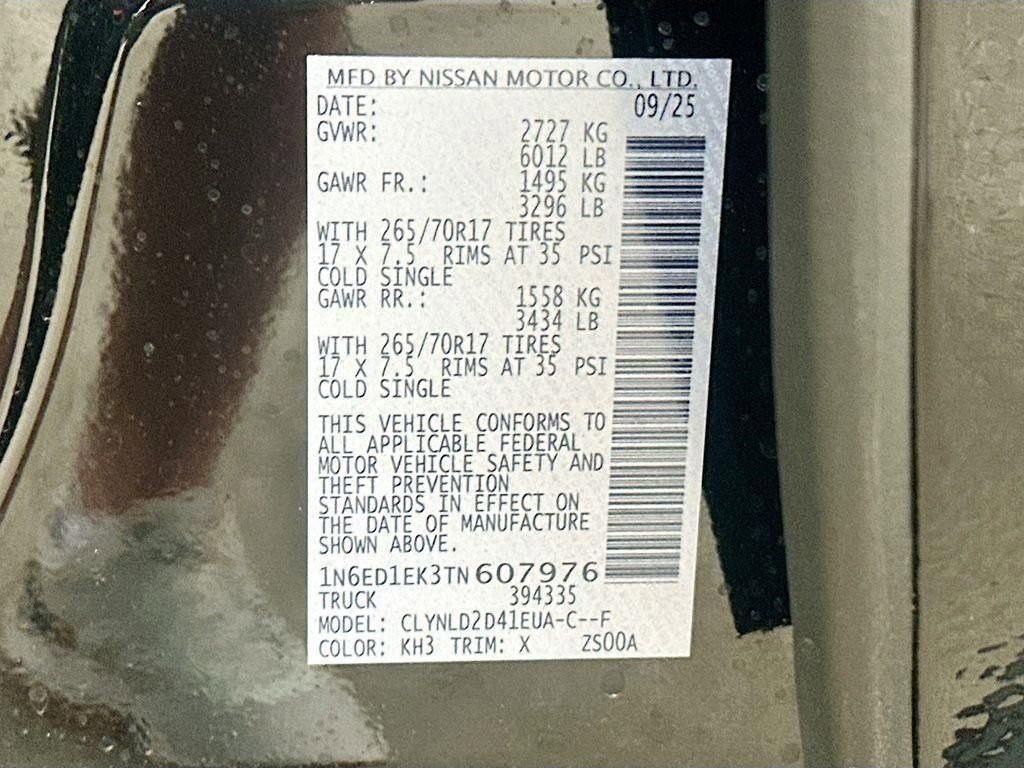 MFD BY NISSAN MOTOR CO., LTD.
DATE: 09/25
GVWR: 2727 KG
6012 LB
GAWR FR.: 1495 KG
3296 LB
WITH 265/70R17 TIRES
17 X 7.5 RIMS AT 35 PSI
COLD SINGLE
GAWR RR.: 1558 KG
3434 LB
WITH 265/70R17 TIRES
17 X 7.5 RIMS AT 35 PSI
COLD SINGLE
THIS VEHICLE CONFORMS TO
ALL APPLICABLE FEDERAL
MOTOR VEHICLE SAFETY AND
THEFT PREVENTION
STANDARDS IN EFFECT ON
THE DATE OF MANUFACTURE
SHOWN ABOVE.
1N6ED1EK3TN607976
TRUCK 394335
MODEL: CLYNLD2D41EUA-C--F
COLOR: KH3 TRIM: X ZS00A